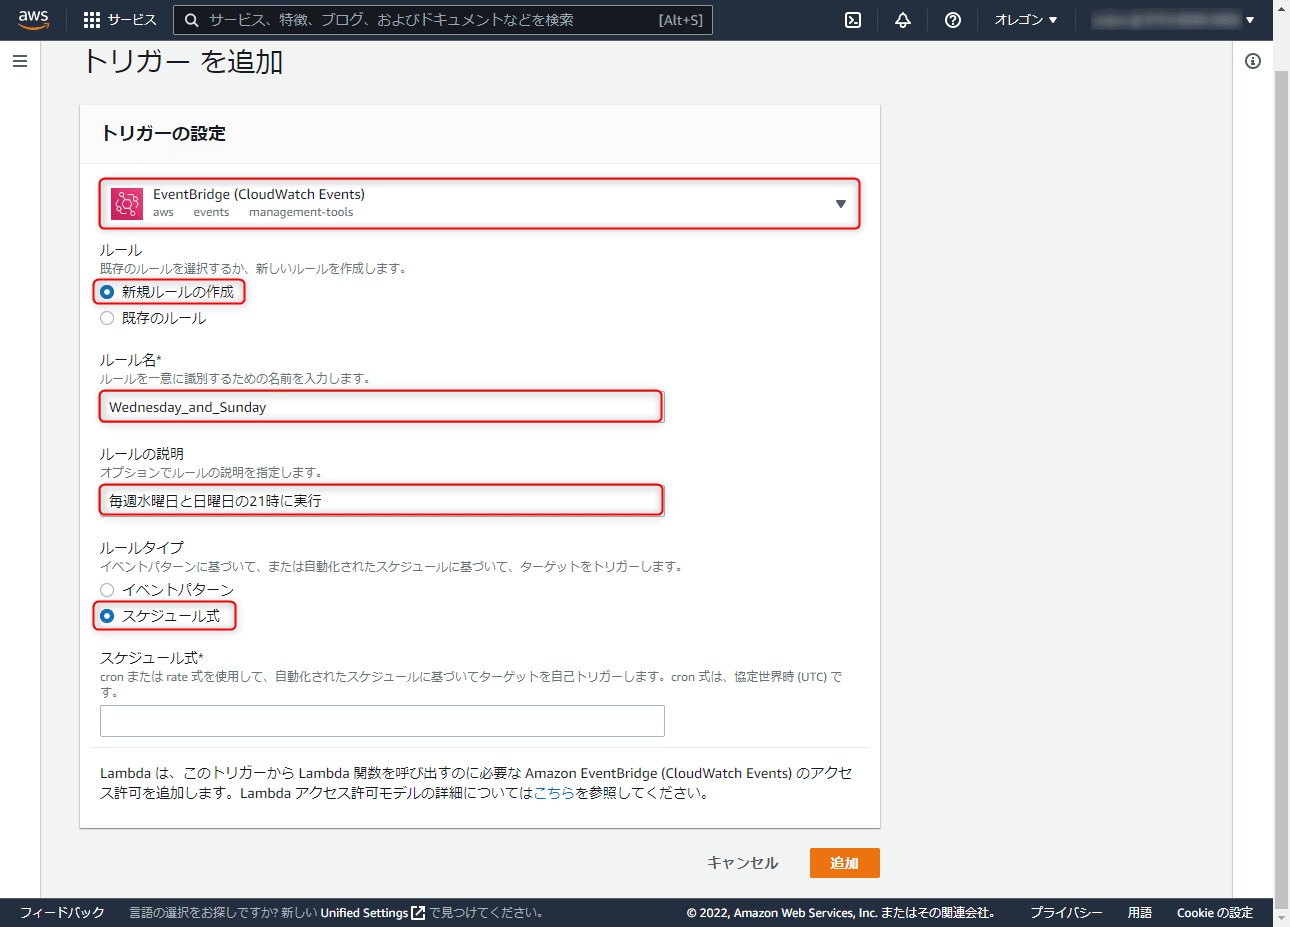 aws サービス サービス、特徴、ブログ、およびドキュメントなどを検索 [Alt+S] オレゴン ▼
トリガー を追加
トリガーの設定
EventBridge (CloudWatch Events)
aws events management-tools
ルール
既存のルールを選択するか、新しいルールを作成します。
新規ルールの作成
既存のルール
ルール名*
ルールを一意に識別するための名前を入力します。
Wednesday_and_Sunday
ルールの説明
オプションでルールの説明を指定します。
毎週水曜日と日曜日の21時に実行
ルールタイプ
イベントパターンに基づいて、または自動化されたスケジュールに基づいて、ターゲットをトリガーします。
イベントパターン
スケジュール式
スケジュール式*
cron または rate 式を使用して、自動化されたスケジュールに基づいてターゲットを自己トリガーします。cron 式は、協定世界時 (UTC) で
す。
Lambda は、このトリガーから Lambda 関数を呼び出すのに必要な Amazon EventBridge (CloudWatch Events) のアクセ
ス許可を追加します。Lambda アクセス許可モデルの詳細についてはこちらを参照してください。
キャンセル 追加
フィードバック 言語の選択をお探しですか? 新しい Unified Settings で見つけてください。 © 2022, Amazon Web Services, Inc. またはその関連会社。 プライバシー 用語 Cookie の設定